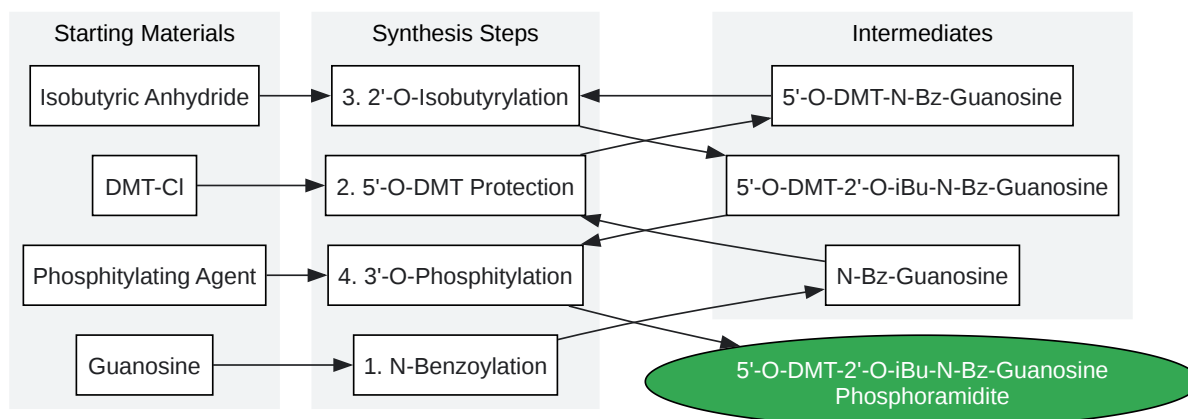 Starting Materials
Synthesis Steps
Intermediates
Isobutyric Anhydride
3. 2'-O-Isobutyrylation
5'-O-DMT-N-Bz-Guanosine
DMT-Cl
2. 5'-O-DMT Protection
5'-O-DMT-2'-O-iBu-N-Bz-Guanosine
Phosphitylating Agent
4. 3'-O-Phosphitylation
N-Bz-Guanosine
Guanosine
1. N-Benzoylation
5'-O-DMT-2'-O-iBu-N-Bz-Guanosine
Phosphoramidite